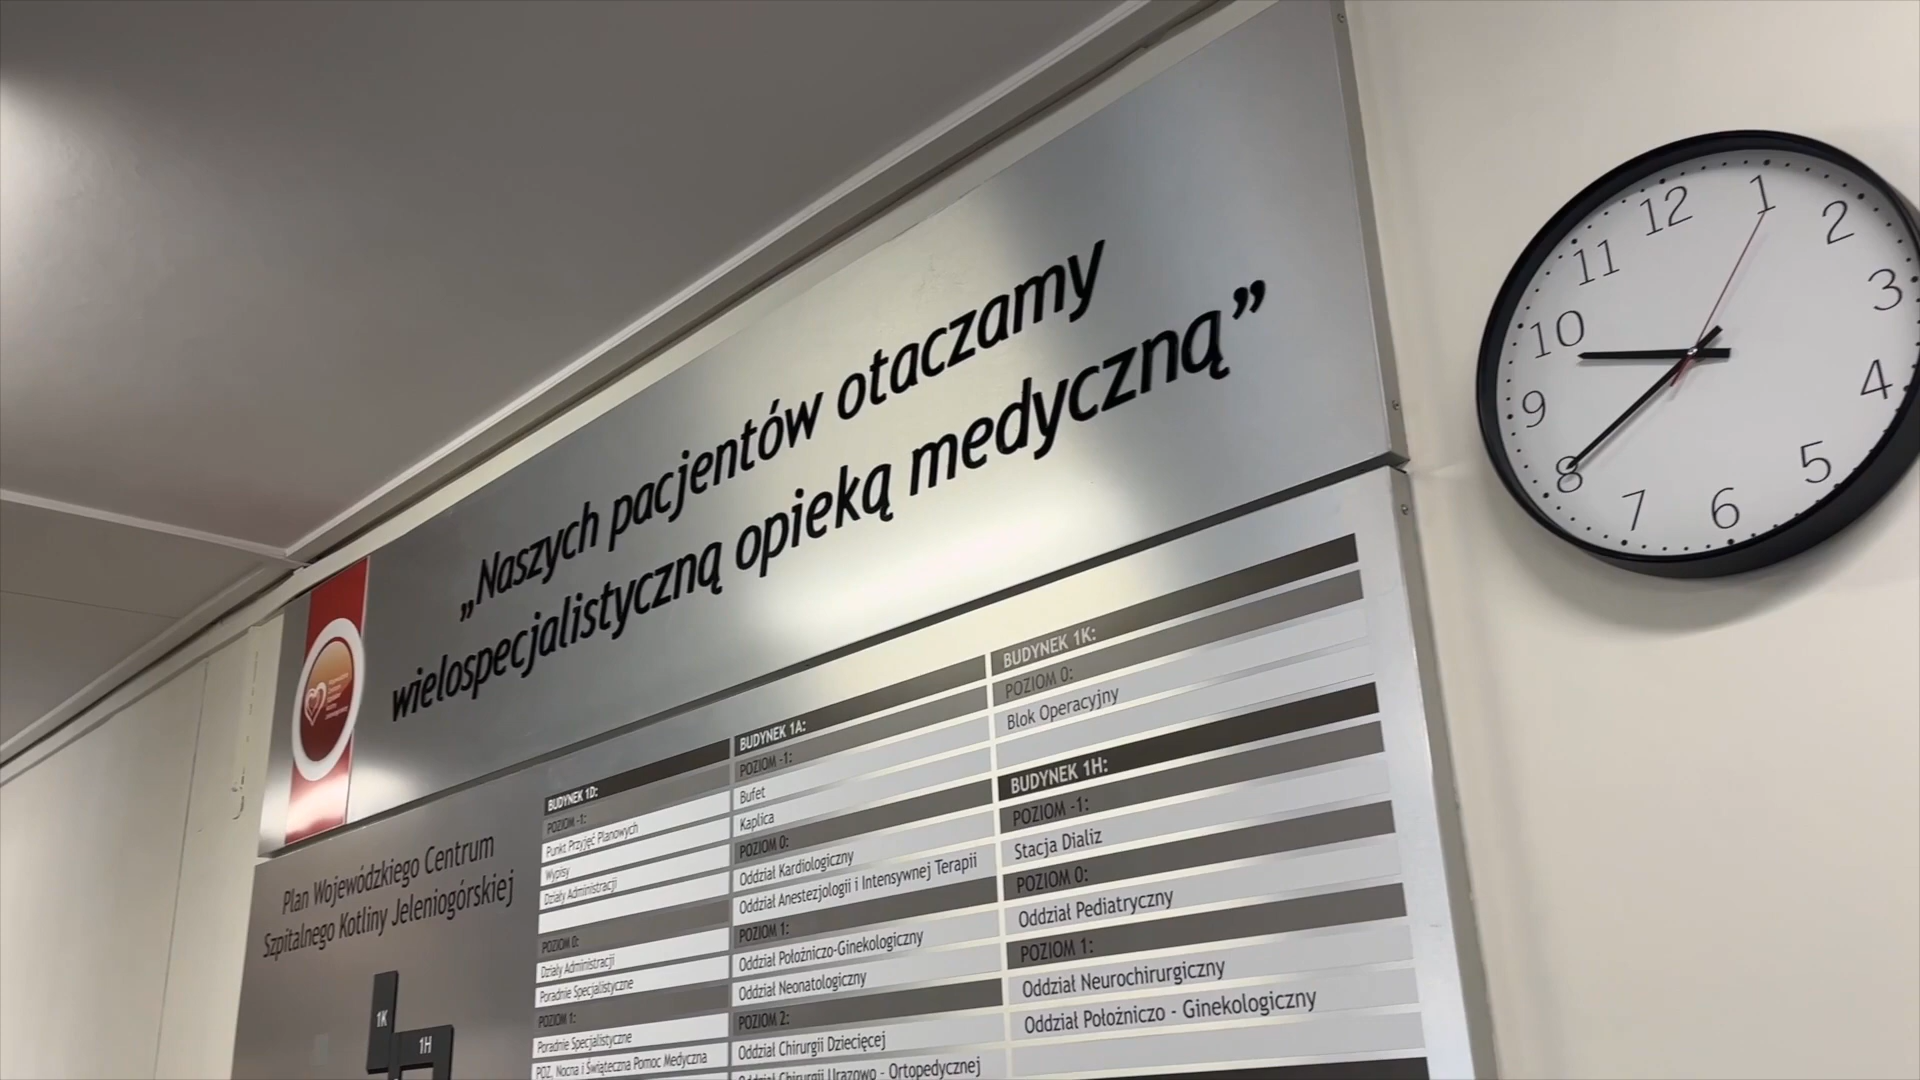 „Naszych pacjentów otaczamy
wielospecjalistyczną opieką medyczną”
Plan Wojewódzkiego Centrum
Szpitalnego Kotliny Jeleniogórskiej
1K
1H
BUDYNEK 1D:
POZIOM -1:
Punkt Przyjęć Planowych
Wypisy
Działy Administracji
POZIOM 0:
Działy Administracji
Poradnie Specjalistyczne
POZIOM 1:
Poradnie Specjalistyczne
POZ, Nocna i Świąteczna Pomoc Medyczna
BUDYNEK 1A:
POZIOM -1:
Bufet
Kaplica
POZIOM 0:
Oddział Kardiologiczny
Oddział Anestezjologii i Intensywnej Terapii
POZIOM 1:
Oddział Położniczo-Ginekologiczny
Oddział Neonatologiczny
POZIOM 2:
Oddział Chirurgii Dziecięcej
Oddział Chirurgii Urazowo - Ortopedycznej
BUDYNEK 1K:
POZIOM 0:
Blok Operacyjny
BUDYNEK 1H:
POZIOM -1:
Stacja Dializ
POZIOM 0:
Oddział Pediatryczny
POZIOM 1:
Oddział Neurochirurgiczny
Oddział Położniczo - Ginekologiczny
12
1
2
3
4
5
6
7
8
9
10
11